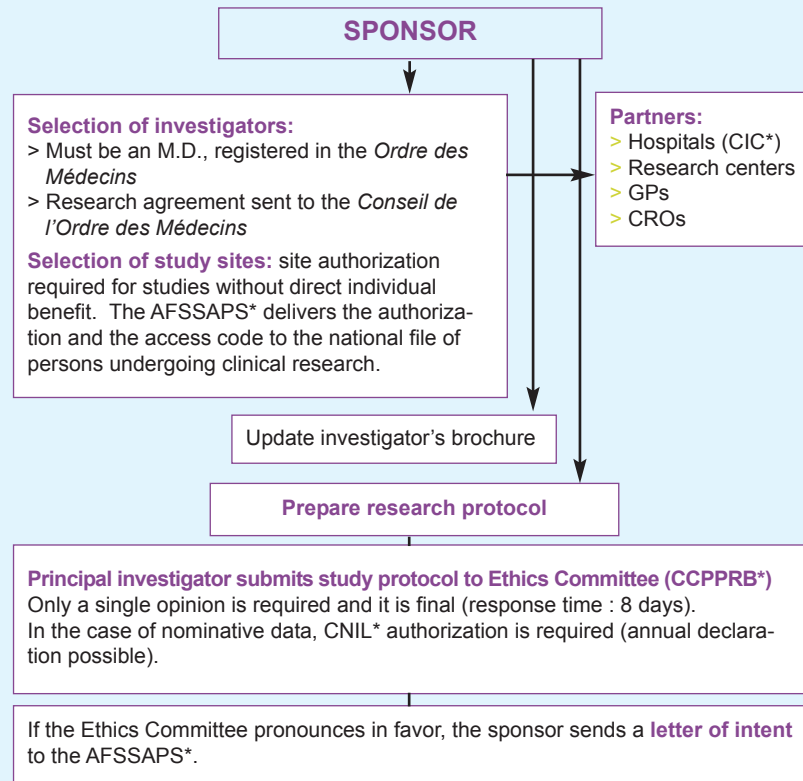 SPONSOR
Selection of investigators:
> Must be an M.D., registered in the Ordre des
Médecins
> Research agreement sent to the Conseil de
l'Ordre des Médecins
Selection of study sites: site authorization
required for studies without direct individual
benefit. The AFSSAPS* delivers the authoriza-
tion and the access code to the national file of
persons undergoing clinical research.
Partners:
> Hospitals (CIC*)
> Research centers
> GPs
> CROs
Update investigator's brochure
Prepare research protocol
Principal investigator submits study protocol to Ethics Committee (CCPPRB*)
Only a single opinion is required and it is final (response time : 8 days).
In the case of nominative data, CNIL* authorization is required (annual declara-
tion possible).
If the Ethics Committee pronounces in favor, the sponsor sends a letter of intent
to the AFSSAPS*.